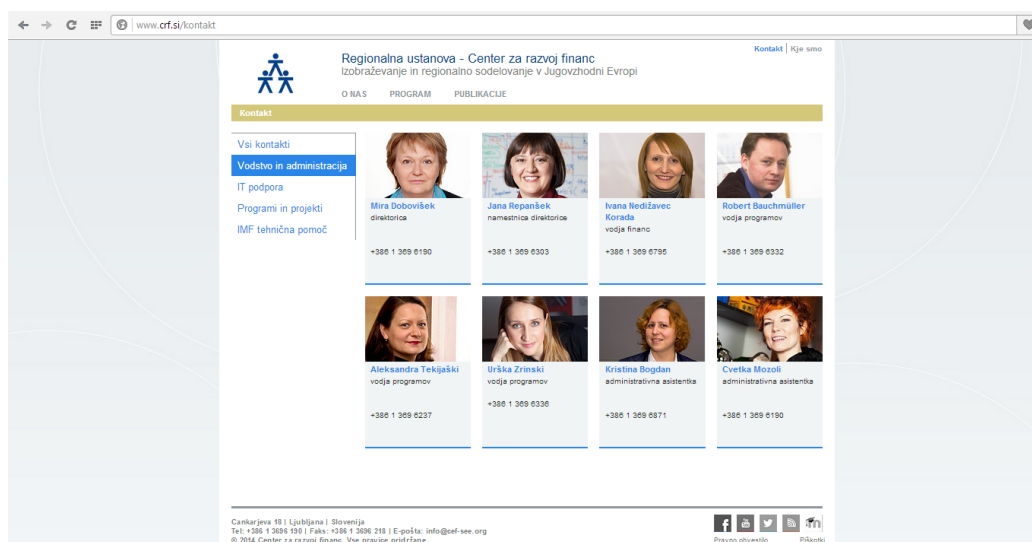 www.crf.si/kontakt
Kontakt | Kje smo
Regionalna ustanova - Center za razvoj financ
Izobraževanje in regionalno sodelovanje v Jugovzhodni Evropi
O NAS PROGRAM PUBLIKACIJE
Kontakt
Vsi kontakti
Vodstvo in administracija
IT podpora
Programi in projekti
IMF tehnična pomoč
Mira Dobovišek
direktorica
+386 1 369 6190
Jana Repanšek
namestnica direktorice
+386 1 369 6303
Ivana Nedižavec
Korada
vodja financ
+386 1 369 6795
Robert Bauchmüller
vodja programov
+386 1 369 6332
Aleksandra Tekijaški
vodja programov
+386 1 369 6237
Urška Zrinski
vodja programov
+386 1 369 6336
Kristina Bogdan
administrativna asistentka
+386 1 369 6871
Cvetka Mozoli
administrativna asistentka
+386 1 369 6190
Cankarjeva 18 | Ljubljana | Slovenija
Tel: +386 1 3696 190 | Faks: +386 1 3696 218 | E-pošta: info@cef-see.org
© 2014 Center za razvoj financ. Vse pravice pridržane
Pravno obvestilo Piškotki